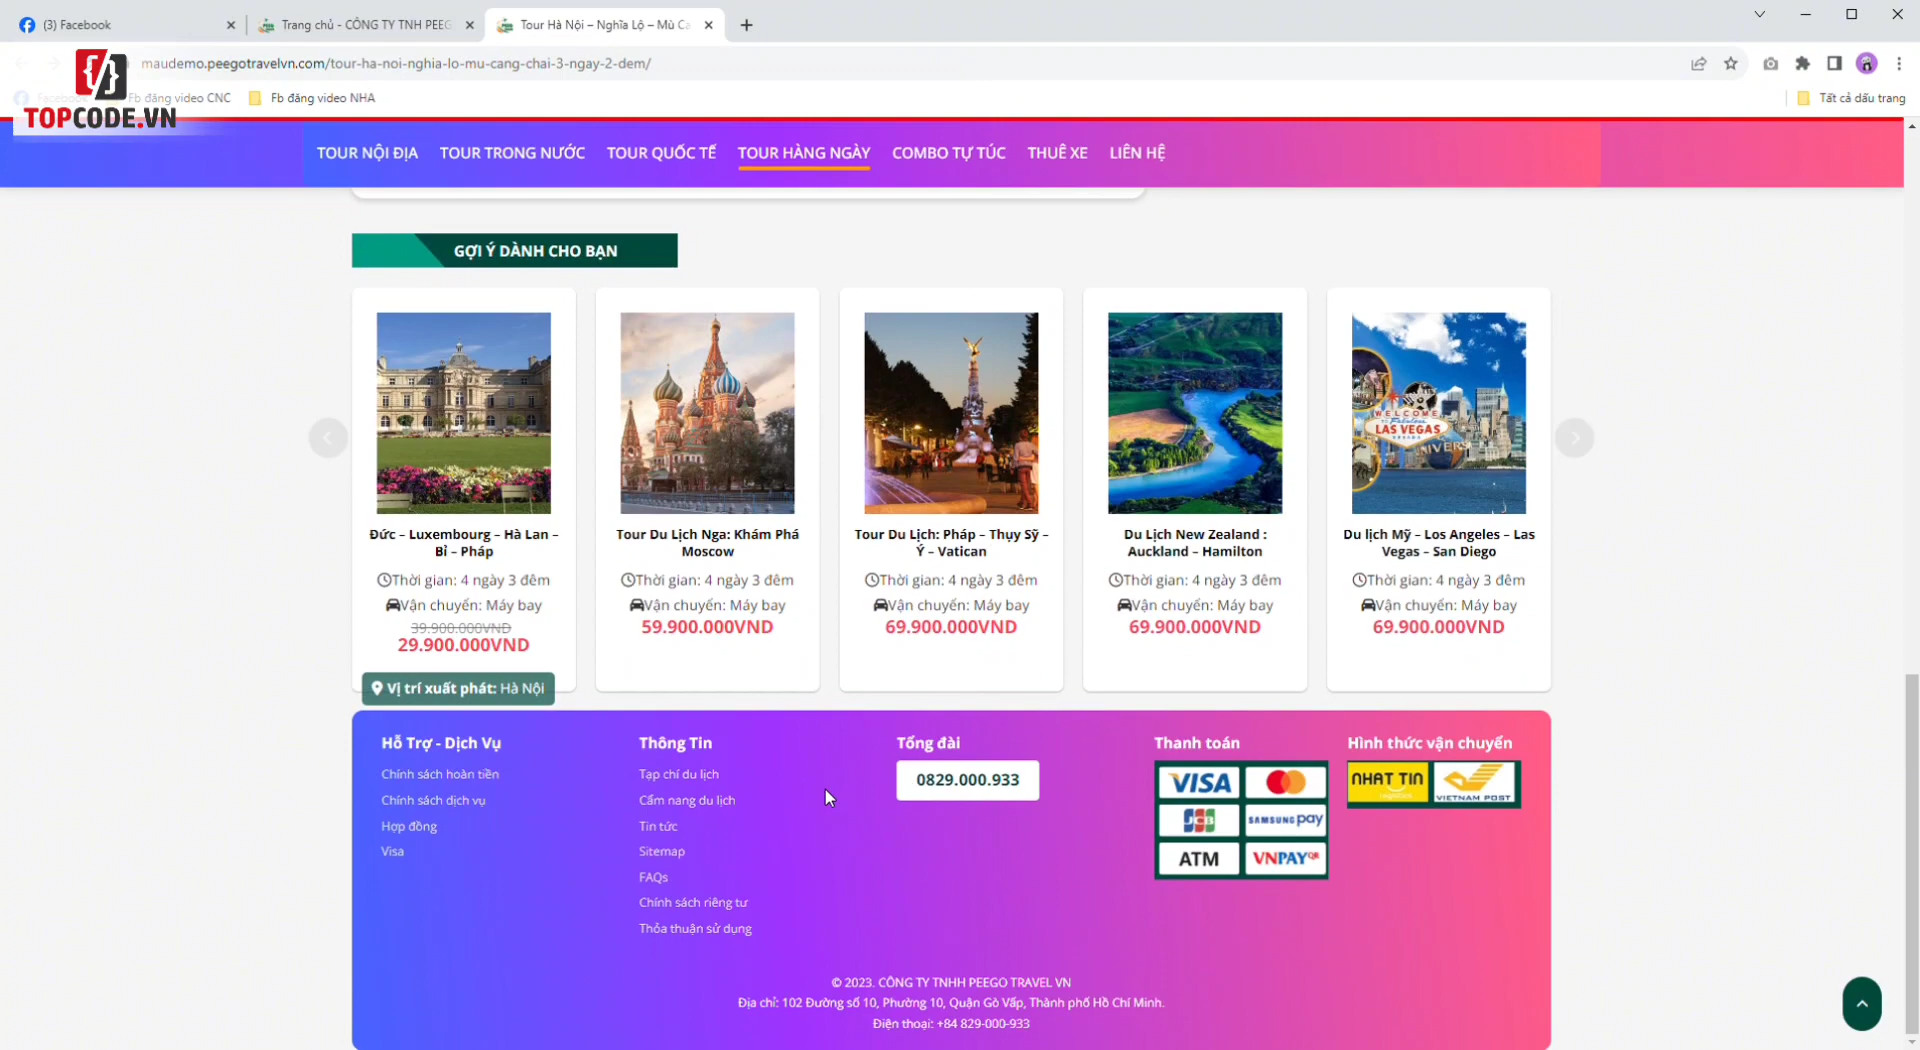 (3) Facebook
Trang chủ - CÔNG TY TNH PEEG
Tour Hà Nội – Nghĩa Lộ – Mù Ca
maudemo.peegotravelvn.com/tour-ha-noi-nghia-lo-mu-cang-chai-3-ngay-2-dem/
Facebook
Fb đăng video CNC
Fb đăng video NHA
Tất cả dấu trang
TOPCODE.VN
TOUR NỘI ĐỊA
TOUR TRONG NƯỚC
TOUR QUỐC TẾ
TOUR HÀNG NGÀY
COMBO TỰ TÚC
THUÊ XE
LIÊN HỆ
GỢI Ý DÀNH CHO BẠN
WELCOME
TO Fabulous
LAS VEGAS
Đức – Luxembourg – Hà Lan –
Bỉ – Pháp
Thời gian: 4 ngày 3 đêm
Vận chuyển: Máy bay
39.900.000VND
29.900.000VND
Vị trí xuất phát: Hà Nội
Tour Du Lịch Nga: Khám Phá
Moscow
Thời gian: 4 ngày 3 đêm
Vận chuyển: Máy bay
59.900.000VND
Tour Du Lịch: Pháp – Thụy Sỹ –
Ý – Vatican
Thời gian: 4 ngày 3 đêm
Vận chuyển: Máy bay
69.900.000VND
Du Lịch New Zealand :
Auckland – Hamilton
Thời gian: 4 ngày 3 đêm
Vận chuyển: Máy bay
69.900.000VND
Du lịch Mỹ – Los Angeles – Las
Vegas – San Diego
Thời gian: 4 ngày 3 đêm
Vận chuyển: Máy bay
69.900.000VND
Hỗ Trợ - Dịch Vụ
Chính sách hoàn tiền
Chính sách dịch vụ
Hợp đồng
Visa
Thông Tin
Tạp chí du lịch
Cẩm nang du lịch
Tin tức
Sitemap
FAQs
Chính sách riêng tư
Thỏa thuận sử dụng
Tổng đài
0829.000.933
Thanh toán
VISA
JCB
SAMSUNG pay
ATM
VNPAY QR
Hình thức vận chuyển
NHAT TIN
logistics
VIETNAM POST
© 2023. CÔNG TY TNHH PEEGO TRAVEL VN
Địa chỉ: 102 Đường số 10, Phường 10, Quận Gò Vấp, Thành phố Hồ Chí Minh.
Điện thoại: +84 829-000-933